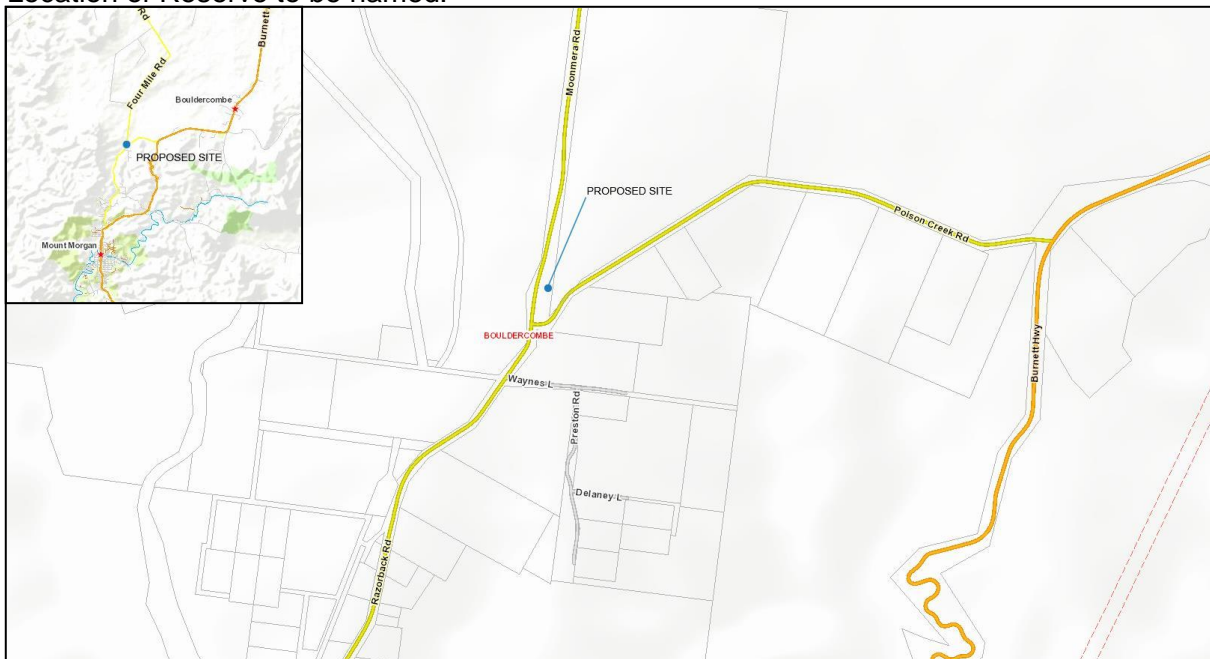 Location of Reserve to be named:
Rd
Burnett H
Four Mile Rd
Bouldercombe
PROPOSED SITE
Mount Morgan
Moonmera Rd
PROPOSED SITE
Poison Creek Rd
BOULDERCOMBE
Waynes L
Preston Rd
Burnett Hwy
Delaney L
Razorback Rd